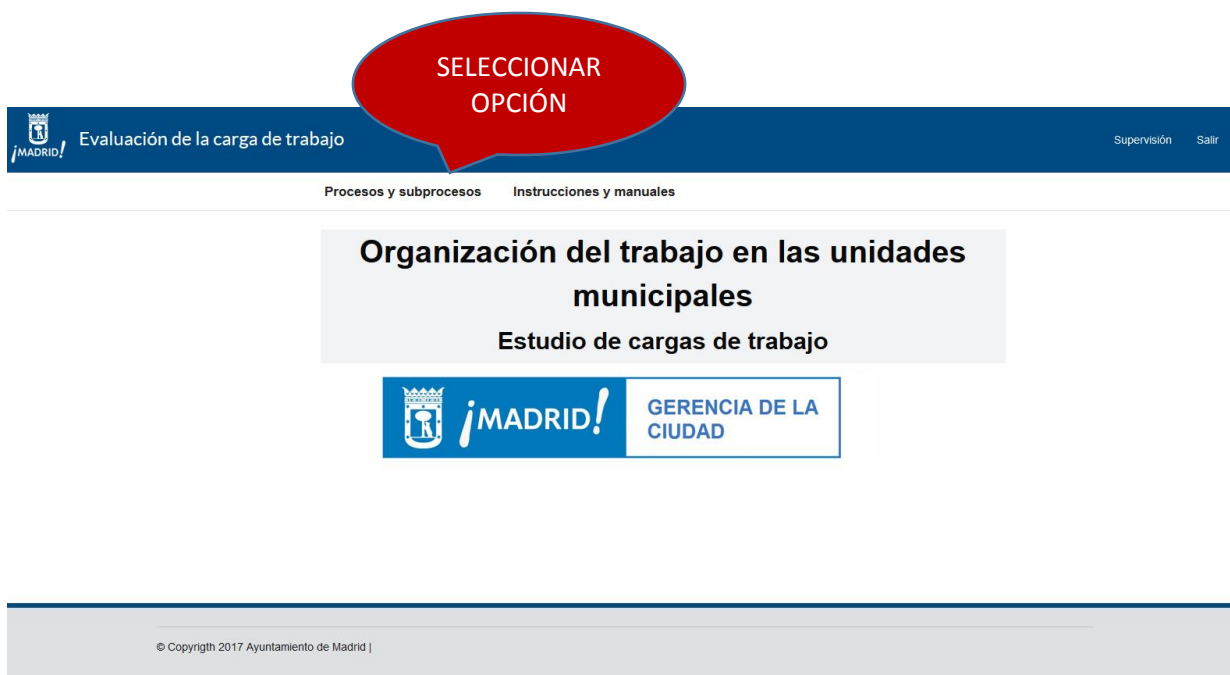 SELECCIONAR
OPCIÓN
¡MADRID!
Evaluación de la carga de trabajo
Supervisión Salir
Procesos y subprocesos Instrucciones y manuales
Organización del trabajo en las unidades
municipales
Estudio de cargas de trabajo
¡MADRID!
GERENCIA DE LA
CIUDAD
© Copyrigth 2017 Ayuntamiento de Madrid |